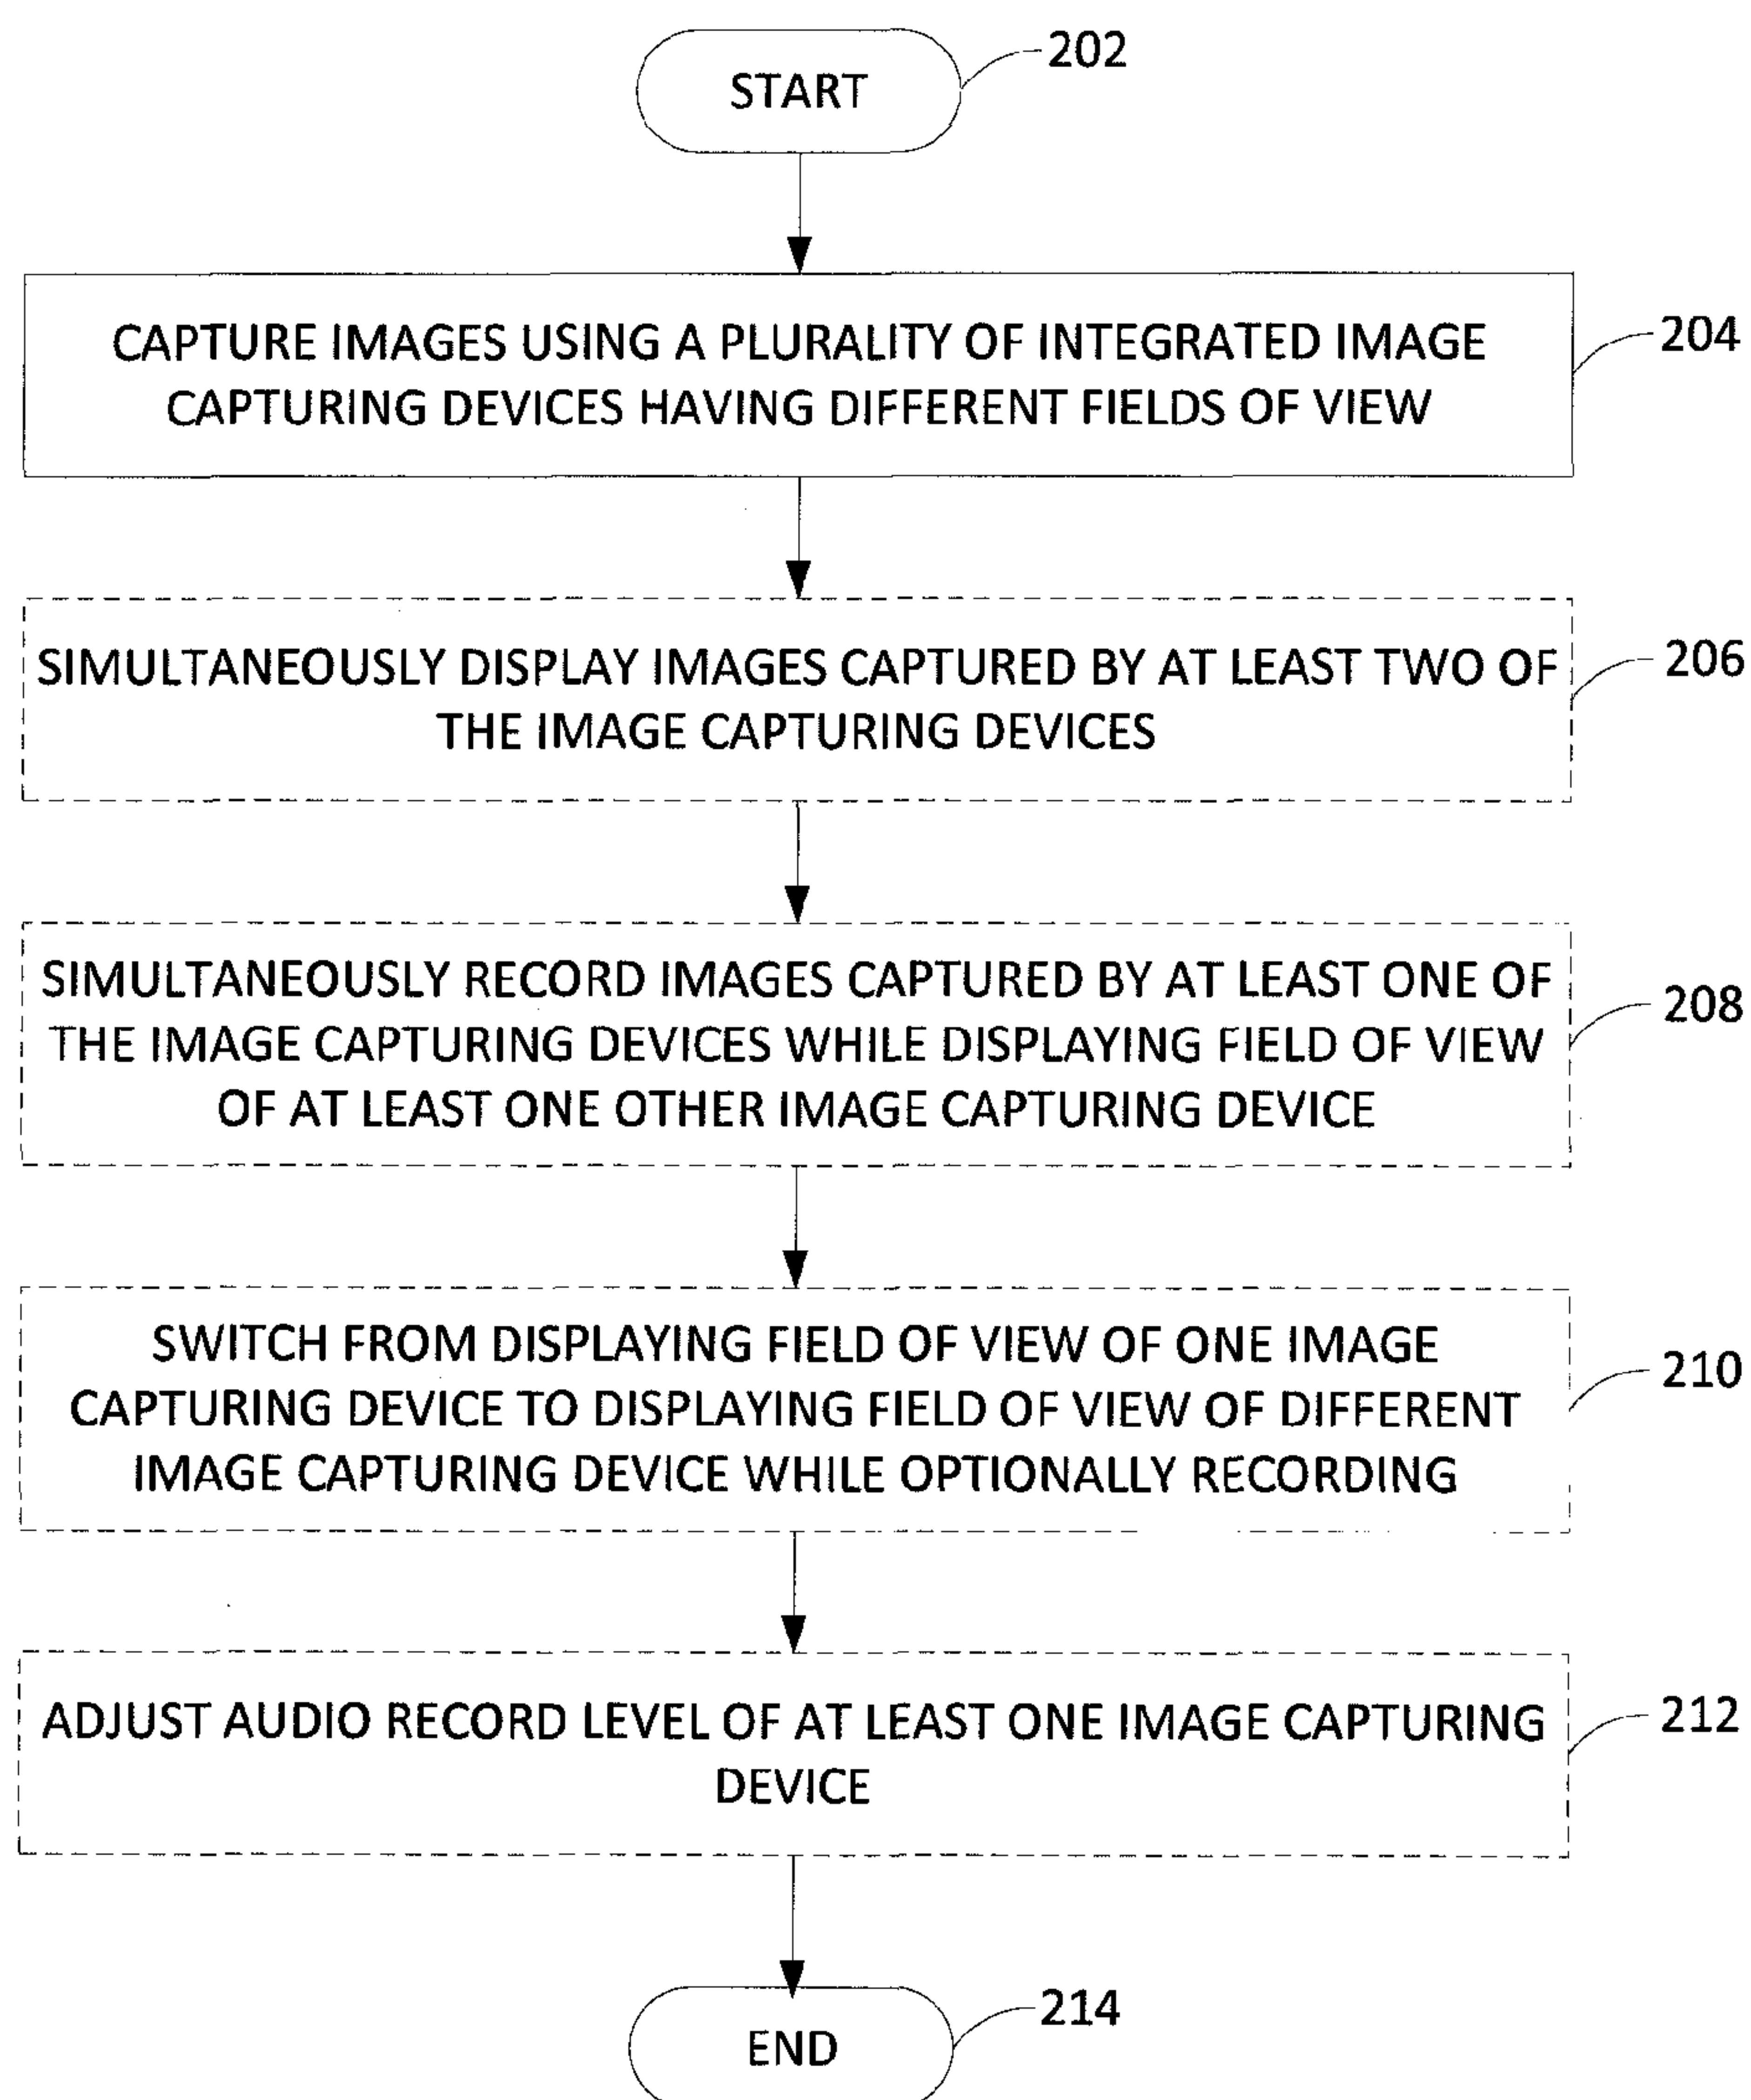 START
202
CAPTURE IMAGES USING A PLURALITY OF INTEGRATED IMAGE
CAPTURING DEVICES HAVING DIFFERENT FIELDS OF VIEW
204
SIMULTANEOUSLY DISPLAY IMAGES CAPTURED BY AT LEAST TWO OF
THE IMAGE CAPTURING DEVICES
206
SIMULTANEOUSLY RECORD IMAGES CAPTURED BY AT LEAST ONE OF
THE IMAGE CAPTURING DEVICES WHILE DISPLAYING FIELD OF VIEW
OF AT LEAST ONE OTHER IMAGE CAPTURING DEVICE
208
SWITCH FROM DISPLAYING FIELD OF VIEW OF ONE IMAGE
CAPTURING DEVICE TO DISPLAYING FIELD OF VIEW OF DIFFERENT
IMAGE CAPTURING DEVICE WHILE OPTIONALLY RECORDING
210
ADJUST AUDIO RECORD LEVEL OF AT LEAST ONE IMAGE CAPTURING
DEVICE
212
END
214